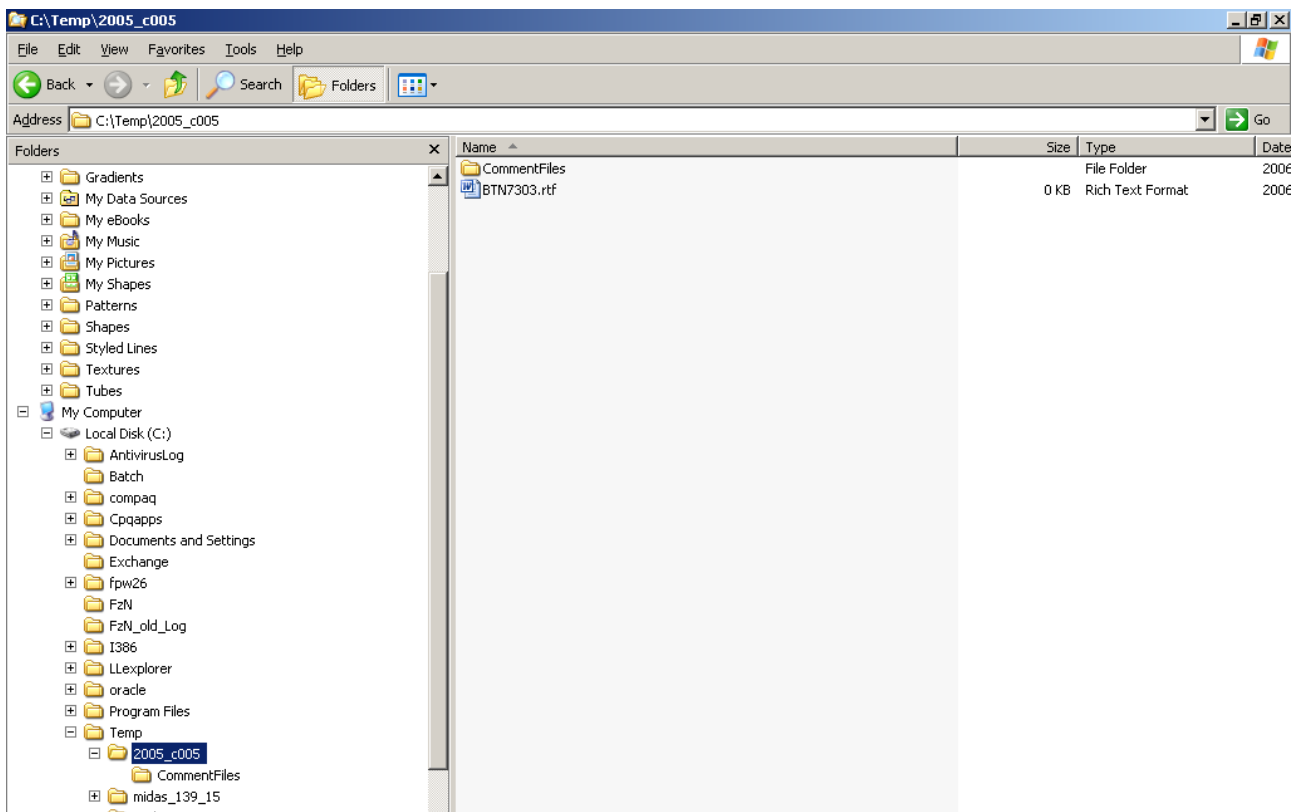 C:\Temp\2005_c005
File Edit View Favorites Tools Help
Back Search Folders
Address C:\Temp\2005_c005 Go
Folders
Name Size Type Date
Gradients
My Data Sources
My eBooks
My Music
My Pictures
My Shapes
Patterns
Shapes
Styled Lines
Textures
Tubes
My Computer
Local Disk (C:)
AntivirusLog
Batch
compaq
Cpqapps
Documents and Settings
Exchange
fpw26
FzN
FzN_old_Log
I386
LLexplorer
oracle
Program Files
Temp
2005_c005
CommentFiles
midas_139_15
CommentFiles File Folder 2006
BTN7303.rtf 0 KB Rich Text Format 2006